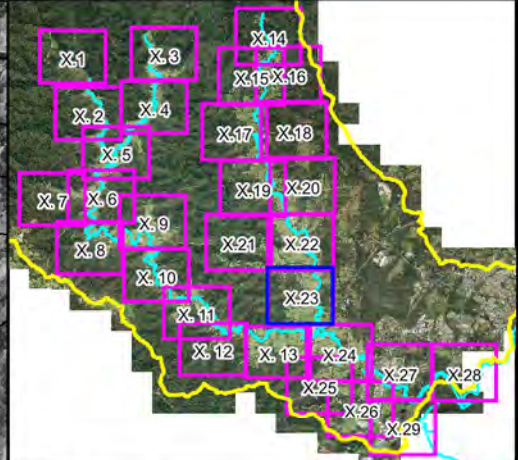 X.14
X.1
X. 3
X.15
X.16
X. 2
X. 4
X.17
X.18
X. 5
X. 7
X. 6
X.19
X.20
X. 9
X. 8
X.21
X.22
X. 10
X.23
X. 11
X. 12
X. 13
X.24
X.27
X.28
X.25
X.26
X.29